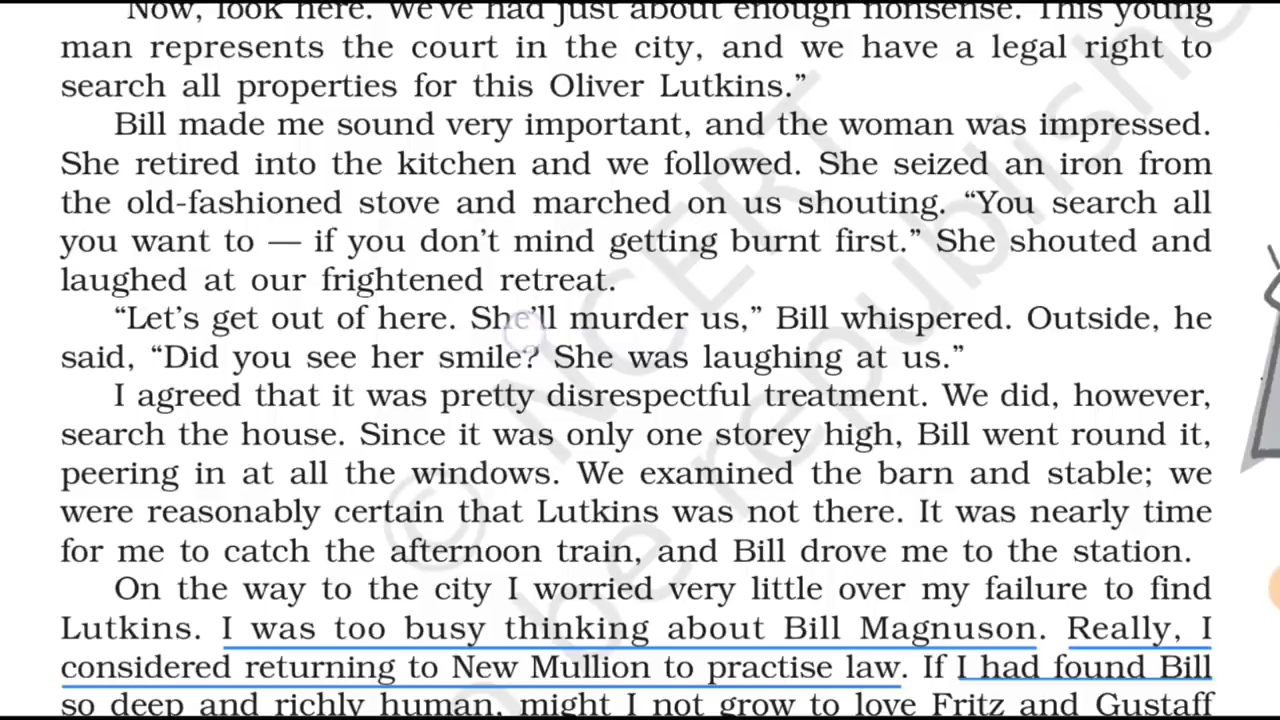 "Now, look here. We've had just about enough nonsense. This young
man represents the court in the city, and we have a legal right to
search all properties for this Oliver Lutkins."
Bill made me sound very important, and the woman was impressed.
She retired into the kitchen and we followed. She seized an iron from
the old-fashioned stove and marched on us shouting. "You search all
you want to — if you don't mind getting burnt first." She shouted and
laughed at our frightened retreat.
"Let's get out of here. She'll murder us," Bill whispered. Outside, he
said, "Did you see her smile? She was laughing at us."
I agreed that it was pretty disrespectful treatment. We did, however,
search the house. Since it was only one storey high, Bill went round it,
peering in at all the windows. We examined the barn and stable; we
were reasonably certain that Lutkins was not there. It was nearly time
for me to catch the afternoon train, and Bill drove me to the station.
On the way to the city I worried very little over my failure to find
Lutkins. I was too busy thinking about Bill Magnuson. Really, I
considered returning to New Mullion to practise law. If I had found Bill
so deep and richly human, might I not grow to love Fritz and Gustaff
© NCERT
be republishe